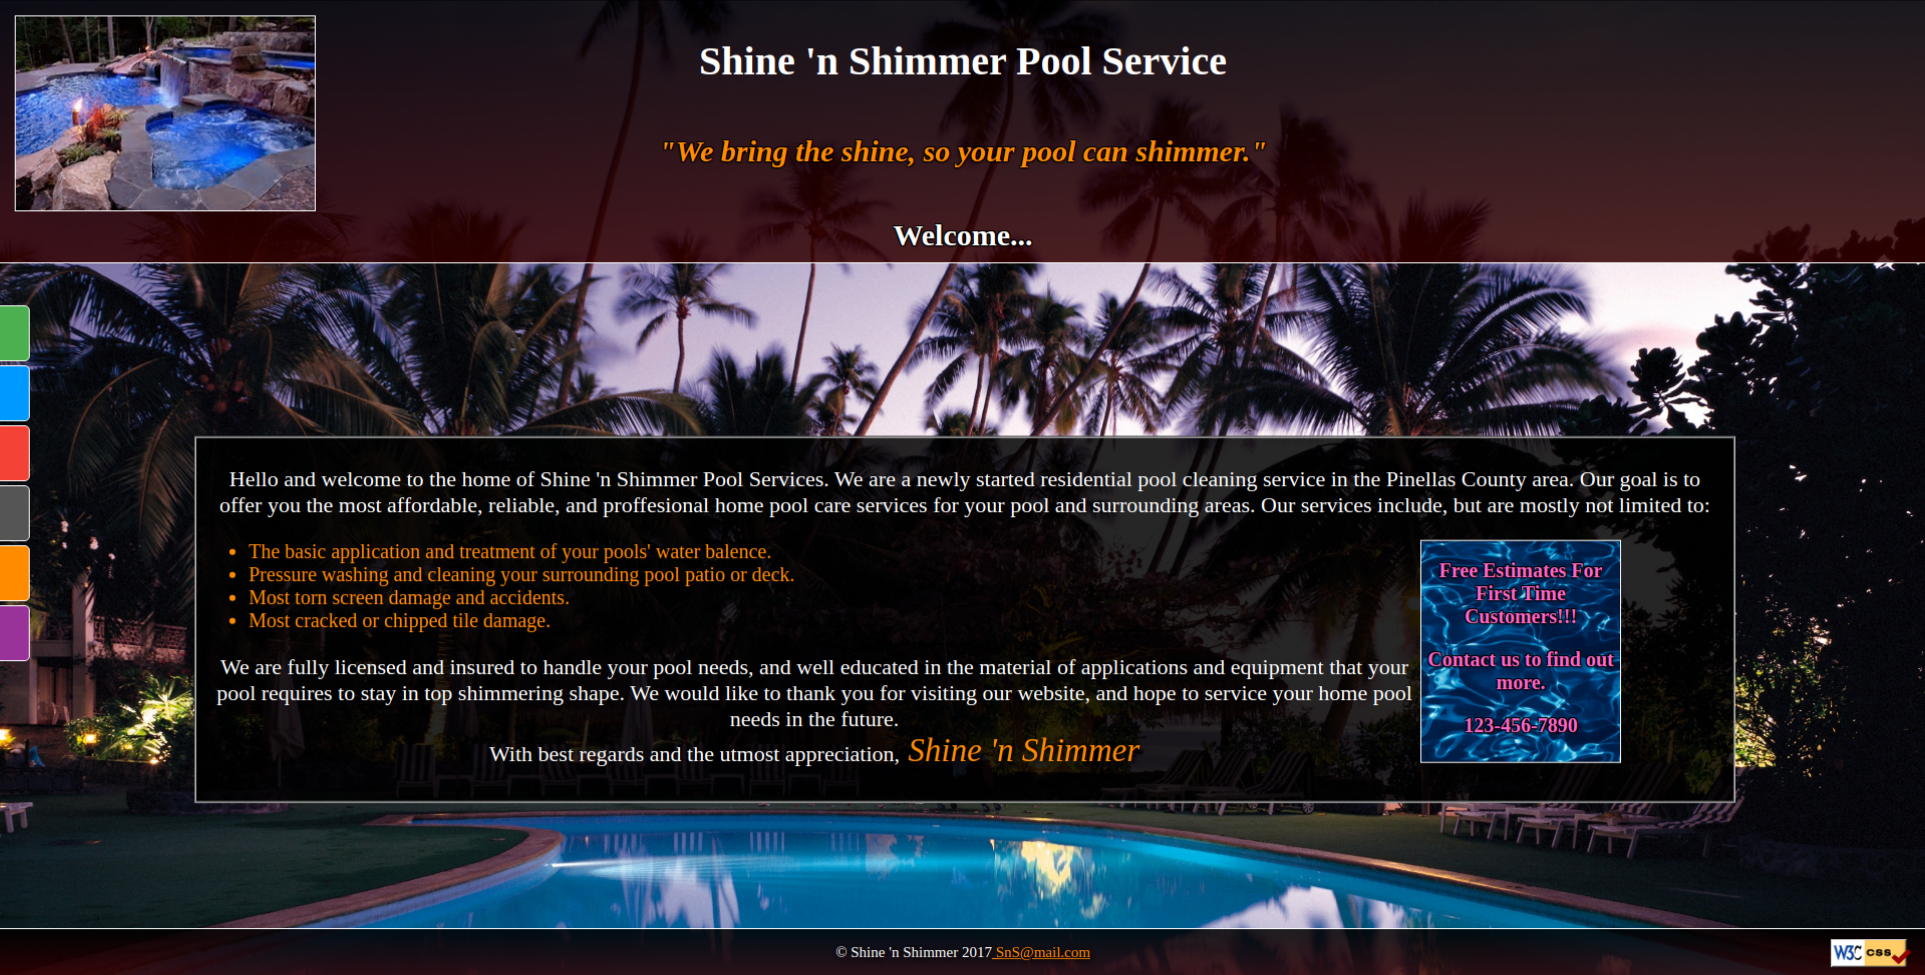 Shine 'n Shimmer Pool Service
"We bring the shine, so your pool can shimmer."
Welcome...
Hello and welcome to the home of Shine 'n Shimmer Pool Services. We are a newly started residential pool cleaning service in the Pinellas County area. Our goal is to
offer you the most affordable, reliable, and proffesional home pool care services for your pool and surrounding areas. Our services include, but are mostly not limited to:
• The basic application and treatment of your pools' water balence.
• Pressure washing and cleaning your surrounding pool patio or deck.
• Most torn screen damage and accidents.
• Most cracked or chipped tile damage.
Free Estimates For
First Time
Customers!!!
Contact us to find out
more.
123-456-7890
We are fully licensed and insured to handle your pool needs, and well educated in the material of applications and equipment that your
pool requires to stay in top shimmering shape. We would like to thank you for visiting our website, and hope to service your home pool
needs in the future.
With best regards and the utmost appreciation, Shine 'n Shimmer
© Shine 'n Shimmer 2017 SnS@mail.com
W3C css